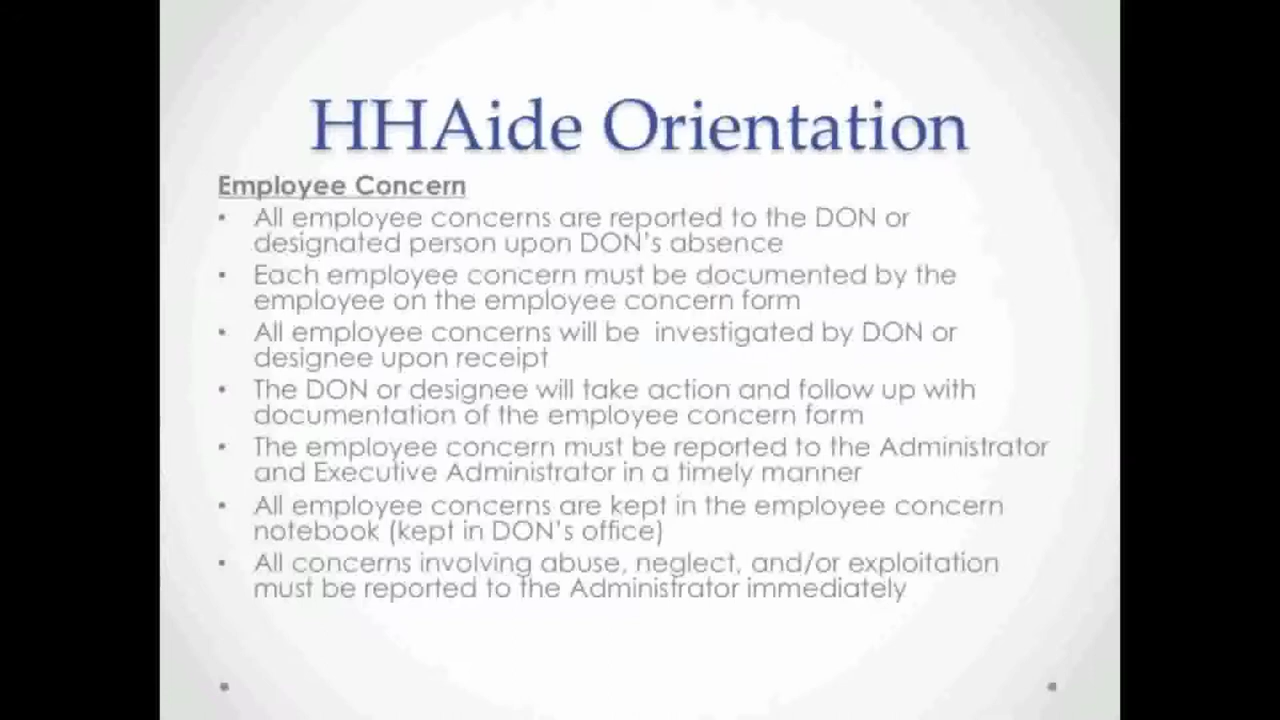 HHAide Orientation
Employee Concern
• All employee concerns are reported to the DON or
designated person upon DON's absence
• Each employee concern must be documented by the
employee on the employee concern form
• All employee concerns will be  investigated by DON or
designee upon receipt
• The DON or designee will take action and follow up with
documentation of the employee concern form
• The employee concern must be reported to the Administrator
and Executive Administrator in a timely manner
• All employee concerns are kept in the employee concern
notebook (kept in DON's office)
• All concerns involving abuse, neglect, and/or exploitation
must be reported to the Administrator immediately